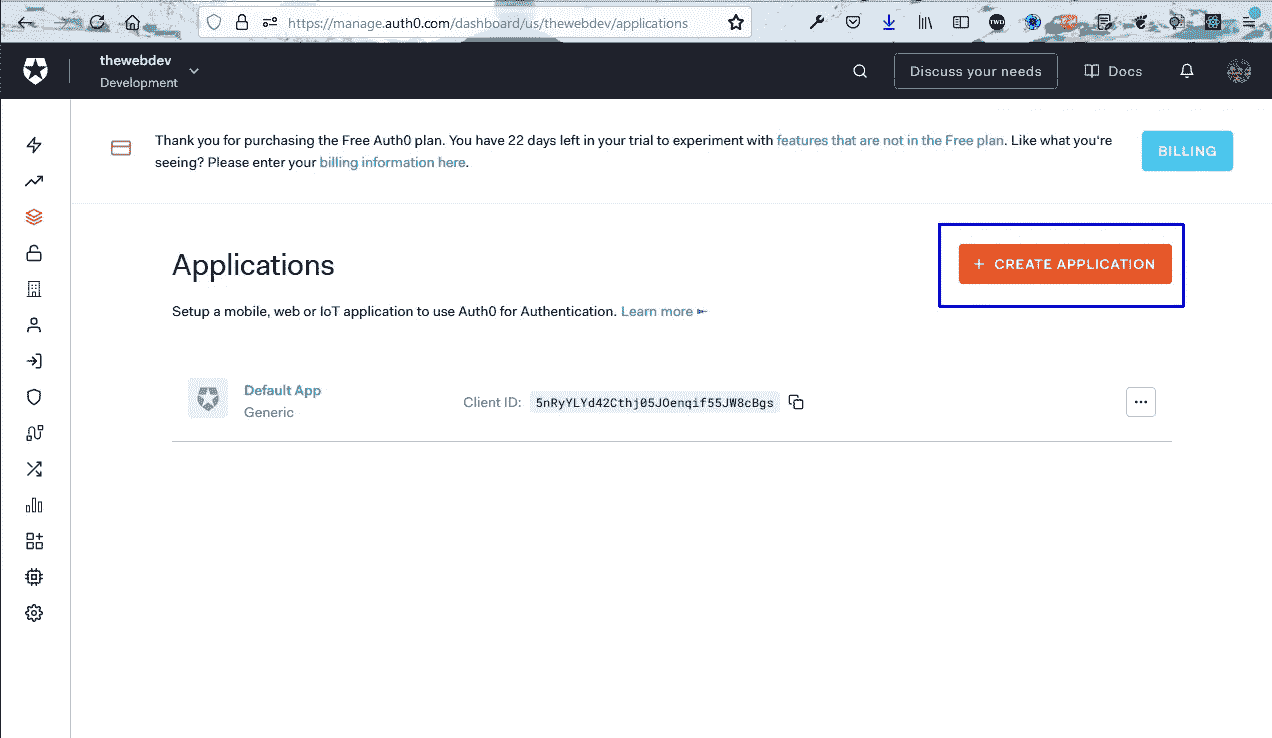 https://manage.auth0.com/dashboard/us/thewebdev/applications
TWD
thewebdev
Development
Discuss your needs
Docs
Thank you for purchasing the Free Auth0 plan. You have 22 days left in your trial to experiment with features that are not in the Free plan. Like what you're
seeing? Please enter your billing information here.
BILLING
Applications
+ CREATE APPLICATION
Setup a mobile, web or IoT application to use Auth0 for Authentication. Learn more
Default App
Generic
Client ID: 5nRyYLYd42Cthj05JOenqif55JW8cBgs